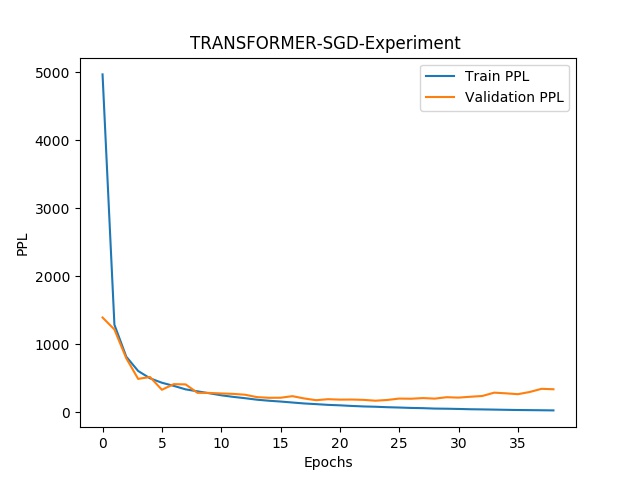 TRANSFORMER-SGD-Experiment
Train PPL
Validation PPL
5000
4000
3000
2000
1000
0
PPL
0 5 10 15 20 25 30 35
Epochs